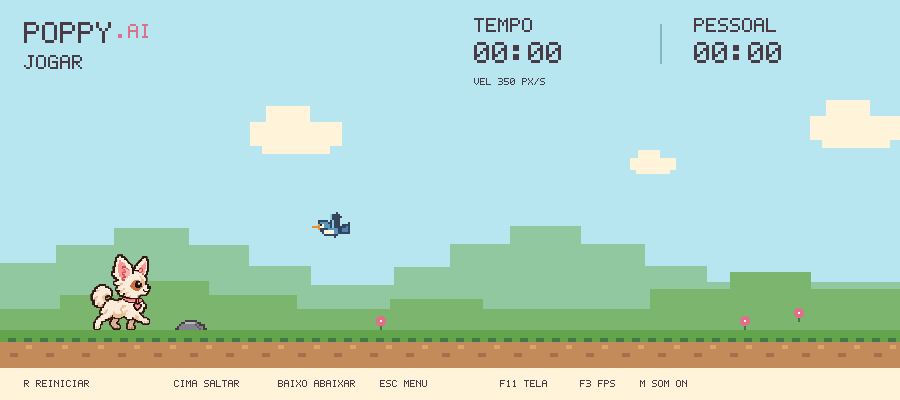 POPPY.AI
JOGAR
TEMPO
00:00
VEL 350 PX/S
PESSOAL
00:00
R REINICIAR CIMA SALTAR BAIXO ABAIXAR ESC MENU F11 TELA F3 FPS M SOM ON